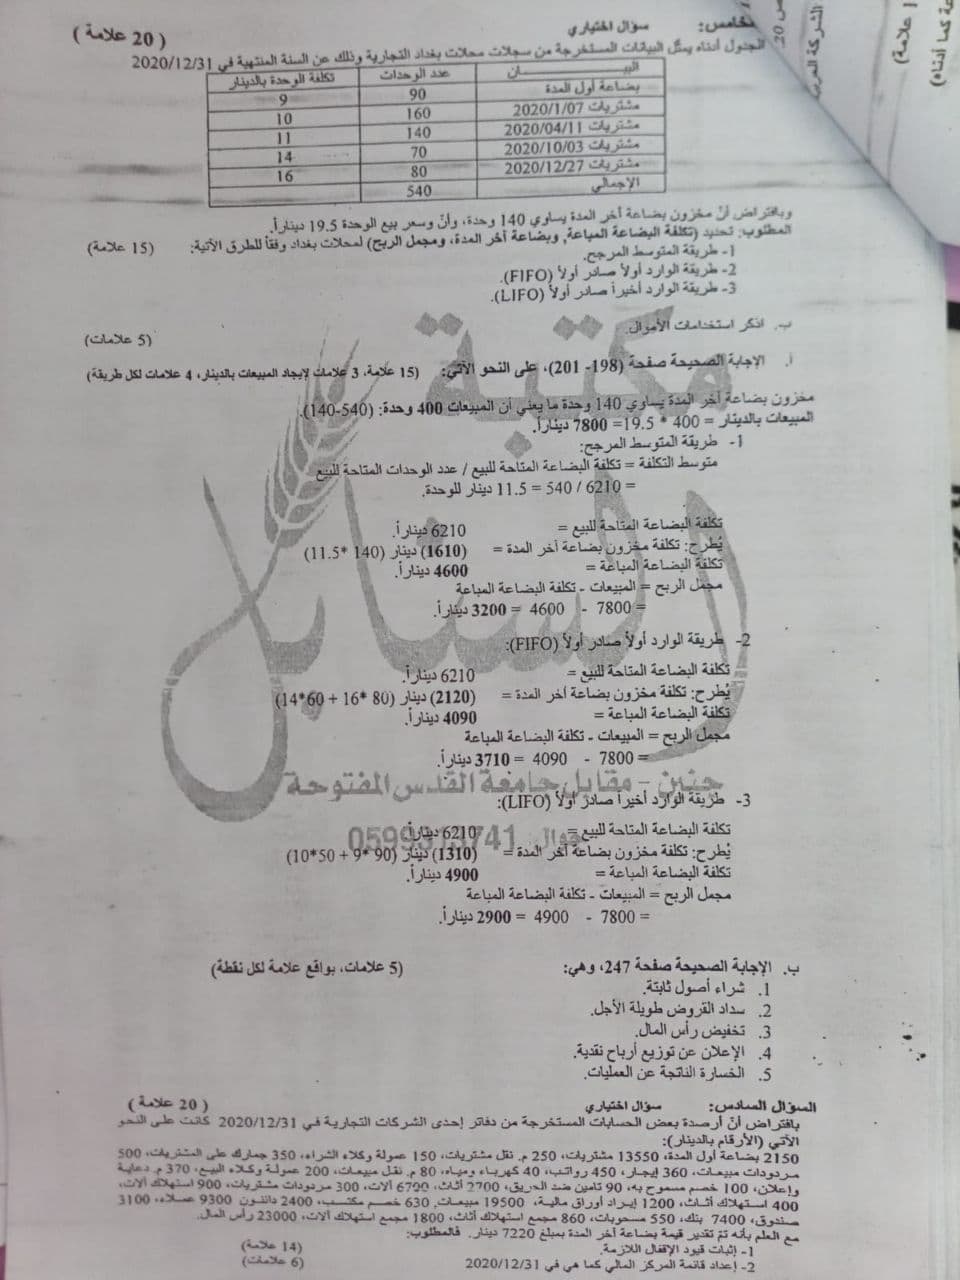 الخامس: سؤال اختياري ( 20 علامة )
الجدول أدناه يمثّل البيانات المستخرجة من سجلات محلات بغداد التجارية وذلك عن السنة المنتهية في 2020/12/31
البيـــــــــان عدد الوحدات تكلفة الوحدة بالدينار
بضاعة أول المدة 90 9
مشتريات 2020/1/07 160 10
مشتريات 2020/04/11 140 11
مشتريات 2020/10/03 70 14
مشتريات 2020/12/27 80 16
الإجمالي 540
وبافتراض أنّ مخزون بضاعة آخر المدة يساوي 140 وحدة، وأنّ وسعر بيع الوحدة 19.5 ديناراً.
المطلوب: تحديد (تكلفة البضاعة المباعة, وبضاعة آخر المدة، ومجمل الربح) لمحلات بغداد وفقاً للطرق الآتية: (15 علامة)
1- طريقة المتوسط المرجح.
2- طريقة الوارد أولاً صادر أولاً (FIFO).
3- طريقة الوارد أخيراً صادر أولاً (LIFO).
ب. اذكر استخدامات الأموال. (5 علامات)
أ. الإجابة الصحيحة صفحة (198- 201)، على النحو الآتي: (15 علامة، 3 علامات لإيجاد المبيعات بالدينار، 4 علامات لكل طريقة)
مخزون بضاعة آخر المدة يساوي 140 وحدة ما يعني أن المبيعات 400 وحدة: (540-140).
المبيعات بالدينار = 400 * 19.5= 7800 ديناراً.
1- طريقة المتوسط المرجح:
متوسط التكلفة = تكلفة البضاعة المتاحة للبيع / عدد الوحدات المتاحة للبيع
= 6210 / 540 = 11.5 دينار للوحدة.
تكلفة البضاعة المتاحة للبيع = 6210 ديناراً.
يُطرح: تكلفة مخزون بضاعة آخر المدة = (1610) دينار (140 *11.5)
تكلفة البضاعة المباعة = 4600 ديناراً.
مجمل الربح = المبيعات - تكلفة البضاعة المباعة
= 7800 - 4600 = 3200 ديناراً.
2- طريقة الوارد أولاً صادر أولاً (FIFO):
تكلفة البضاعة المتاحة للبيع = 6210 ديناراً.
يُطرح: تكلفة مخزون بضاعة آخر المدة = (2120) دينار (80 *16 + 60*14)
تكلفة البضاعة المباعة = 4090 ديناراً.
مجمل الربح = المبيعات - تكلفة البضاعة المباعة
= 7800 - 4090 = 3710 ديناراً.
3- طريقة الوارد أخيراً صادر أولاً (LIFO):
تكلفة البضاعة المتاحة للبيع = 6210 ديناراً.
يُطرح: تكلفة مخزون بضاعة آخر المدة = (1310) دينار (90 *9 + 50*10)
تكلفة البضاعة المباعة = 4900 ديناراً.
مجمل الربح = المبيعات - تكلفة البضاعة المباعة
= 7800 - 4900 = 2900 ديناراً.
ب. الإجابة الصحيحة صفحة 247، وهي: (5 علامات، بواقع علامة لكل نقطة)
1. شراء أصول ثابتة.
2. سداد القروض طويلة الأجل.
3. تخفيض رأس المال.
4. الإعلان عن توزيع أرباح نقدية.
5. الخسارة الناتجة عن العمليات.
السؤال السادس: سؤال اختياري ( 20 علامة )
بافتراض أنّ أرصدة بعض الحسابات المستخرجة من دفاتر إحدى الشركات التجارية في 2020/12/31 كانت على النحو
الآتي (الأرقام بالدينار):
2150 بضاعة أول المدة، 13550 مشتريات، 250 م. نقل مشتريات، 150 عمولة وكلاء الشراء، 350 جمارك على المشتريات، 500
مردودات مبيعات، 360 إيجار، 450 رواتب، 40 كهرباء ومياه، 80 م. نقل مبيعات، 200 عمولة وكلاء البيع، 370 م. دعاية
وإعلان، 100 خصم مسموح به، 90 تأمين ضد الحريق، 2700 أثاث، 6700 آلات، 300 مردودات مشتريات، 900 استهلاك آلات،
400 استهلاك أثاث، 1200 إيراد أوراق مالية، 19500 مبيعات، 630 خصم مكتسب، 2400 دائنون 9300 عملاء، 3100
صندوق، 7400 بنك، 550 مسحوبات، 860 مجمع استهلاك أثاث، 1800 مجمع استهلاك آلات، 23000 رأس المال.
مع العلم بأنه تمّ تقدير قيمة بضاعة آخر المدة بمبلغ 7220 دينار. فالمطلوب:
1- إثبات قيود الإقفال اللازمة. (14 علامة)
2- إعداد قائمة المركز المالي كما هي في 2020/12/31 (6 علامات)
مكتبة
السنابل
جنين - مقابل جامعة القدس المفتوحة
جوال